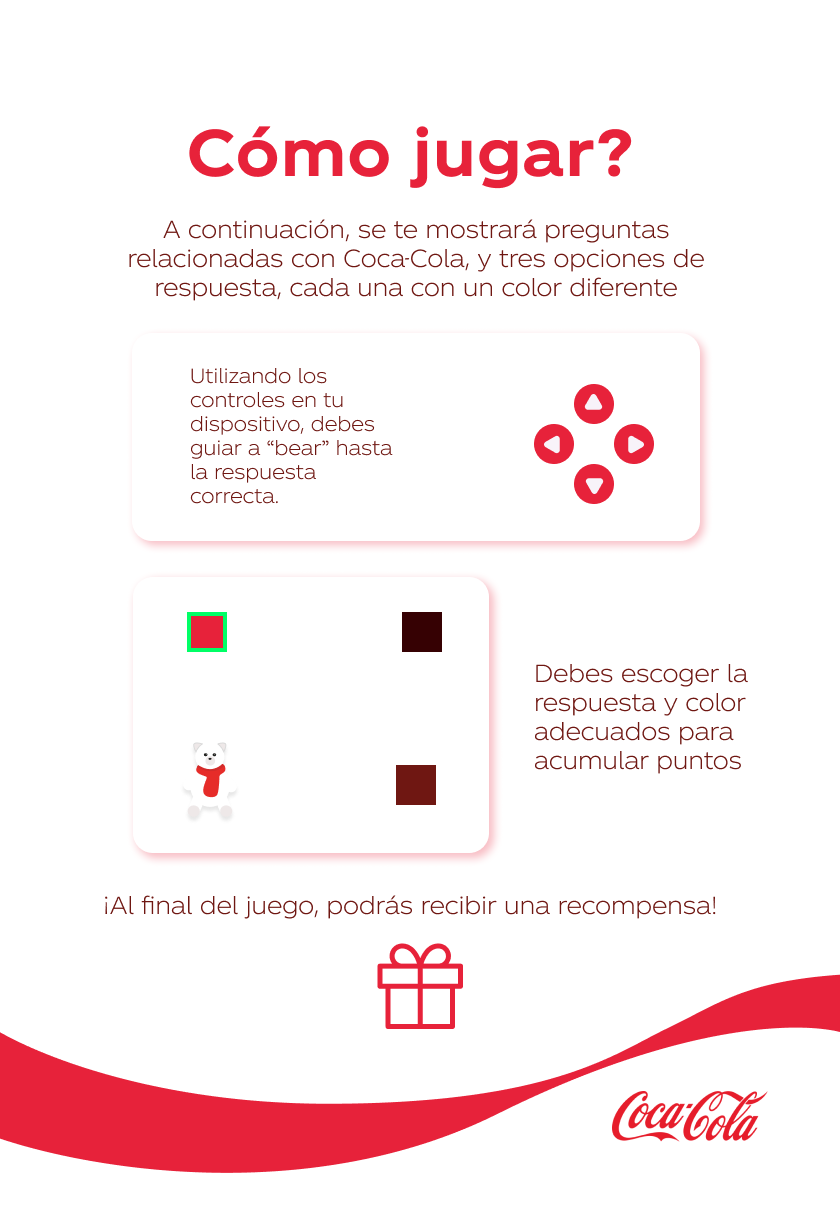 Cómo jugar?
A continuación, se te mostrará preguntas
relacionadas con Coca-Cola, y tres opciones de
respuesta, cada una con un color diferente
Utilizando los
controles en tu
dispositivo, debes
guiar a “bear” hasta
la respuesta
correcta.
Debes escoger la
respuesta y color
adecuados para
acumular puntos
¡Al final del juego, podrás recibir una recompensa!
Coca-Cola